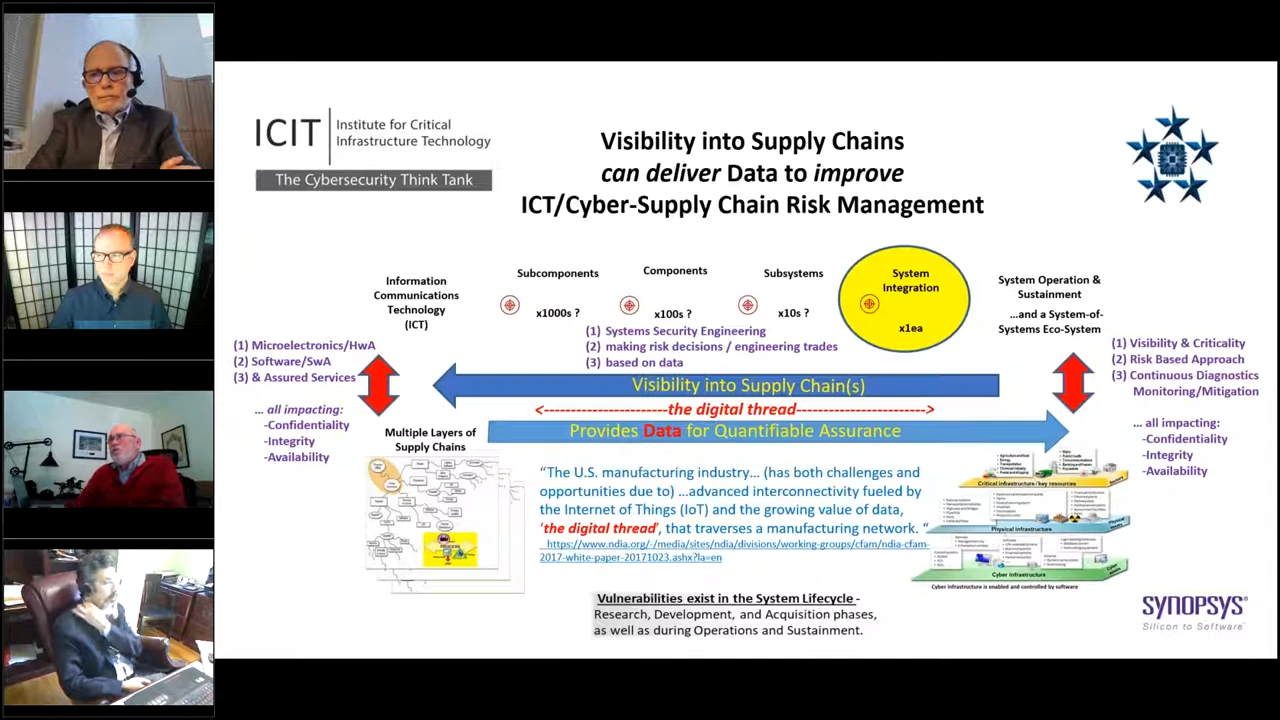 ICIT
Institute for Critical
Infrastructure Technology
The Cybersecurity Think Tank
Visibility into Supply Chains
can deliver Data to improve
ICT/Cyber-Supply Chain Risk Management
Information
Communications
Technology
(ICT)
Subcomponents
x1000s ?
Components
x100s ?
Subsystems
x10s ?
System
Integration
x1ea
System Operation &
Sustainment
...and a System-of-
Systems Eco-System
(1) Microelectronics/HwA
(2) Software/SwA
(3) & Assured Services
... all impacting:
-Confidentiality
-Integrity
-Availability
(1) Systems Security Engineering
(2) making risk decisions / engineering trades
(3) based on data
(1) Visibility & Criticality
(2) Risk Based Approach
(3) Continuous Diagnostics
Monitoring/Mitigation
... all impacting:
-Confidentiality
-Integrity
-Availability
Visibility into Supply Chain(s)
<----------------------the digital thread----------------------->
Provides Data for Quantifiable Assurance
Multiple Layers of
Supply Chains
“The U.S. manufacturing industry... (has both challenges and
opportunities due to) ...advanced interconnectivity fueled by
the Internet of Things (IoT) and the growing value of data,
‘the digital thread’, that traverses a manufacturing network. “
https://www.ndia.org/-/media/sites/ndia/divisions/working-groups/cfam/ndia-cfam-
2017-white-paper-20171023.ashx?la=en
Critical infrastructure / key resources
Physical infrastructure
Cyber infrastructure
Cyber infrastructure is enabled and controlled by software
Vulnerabilities exist in the System Lifecycle -
Research, Development, and Acquisition phases,
as well as during Operations and Sustainment.
SYNOPSYS®
Silicon to Software™